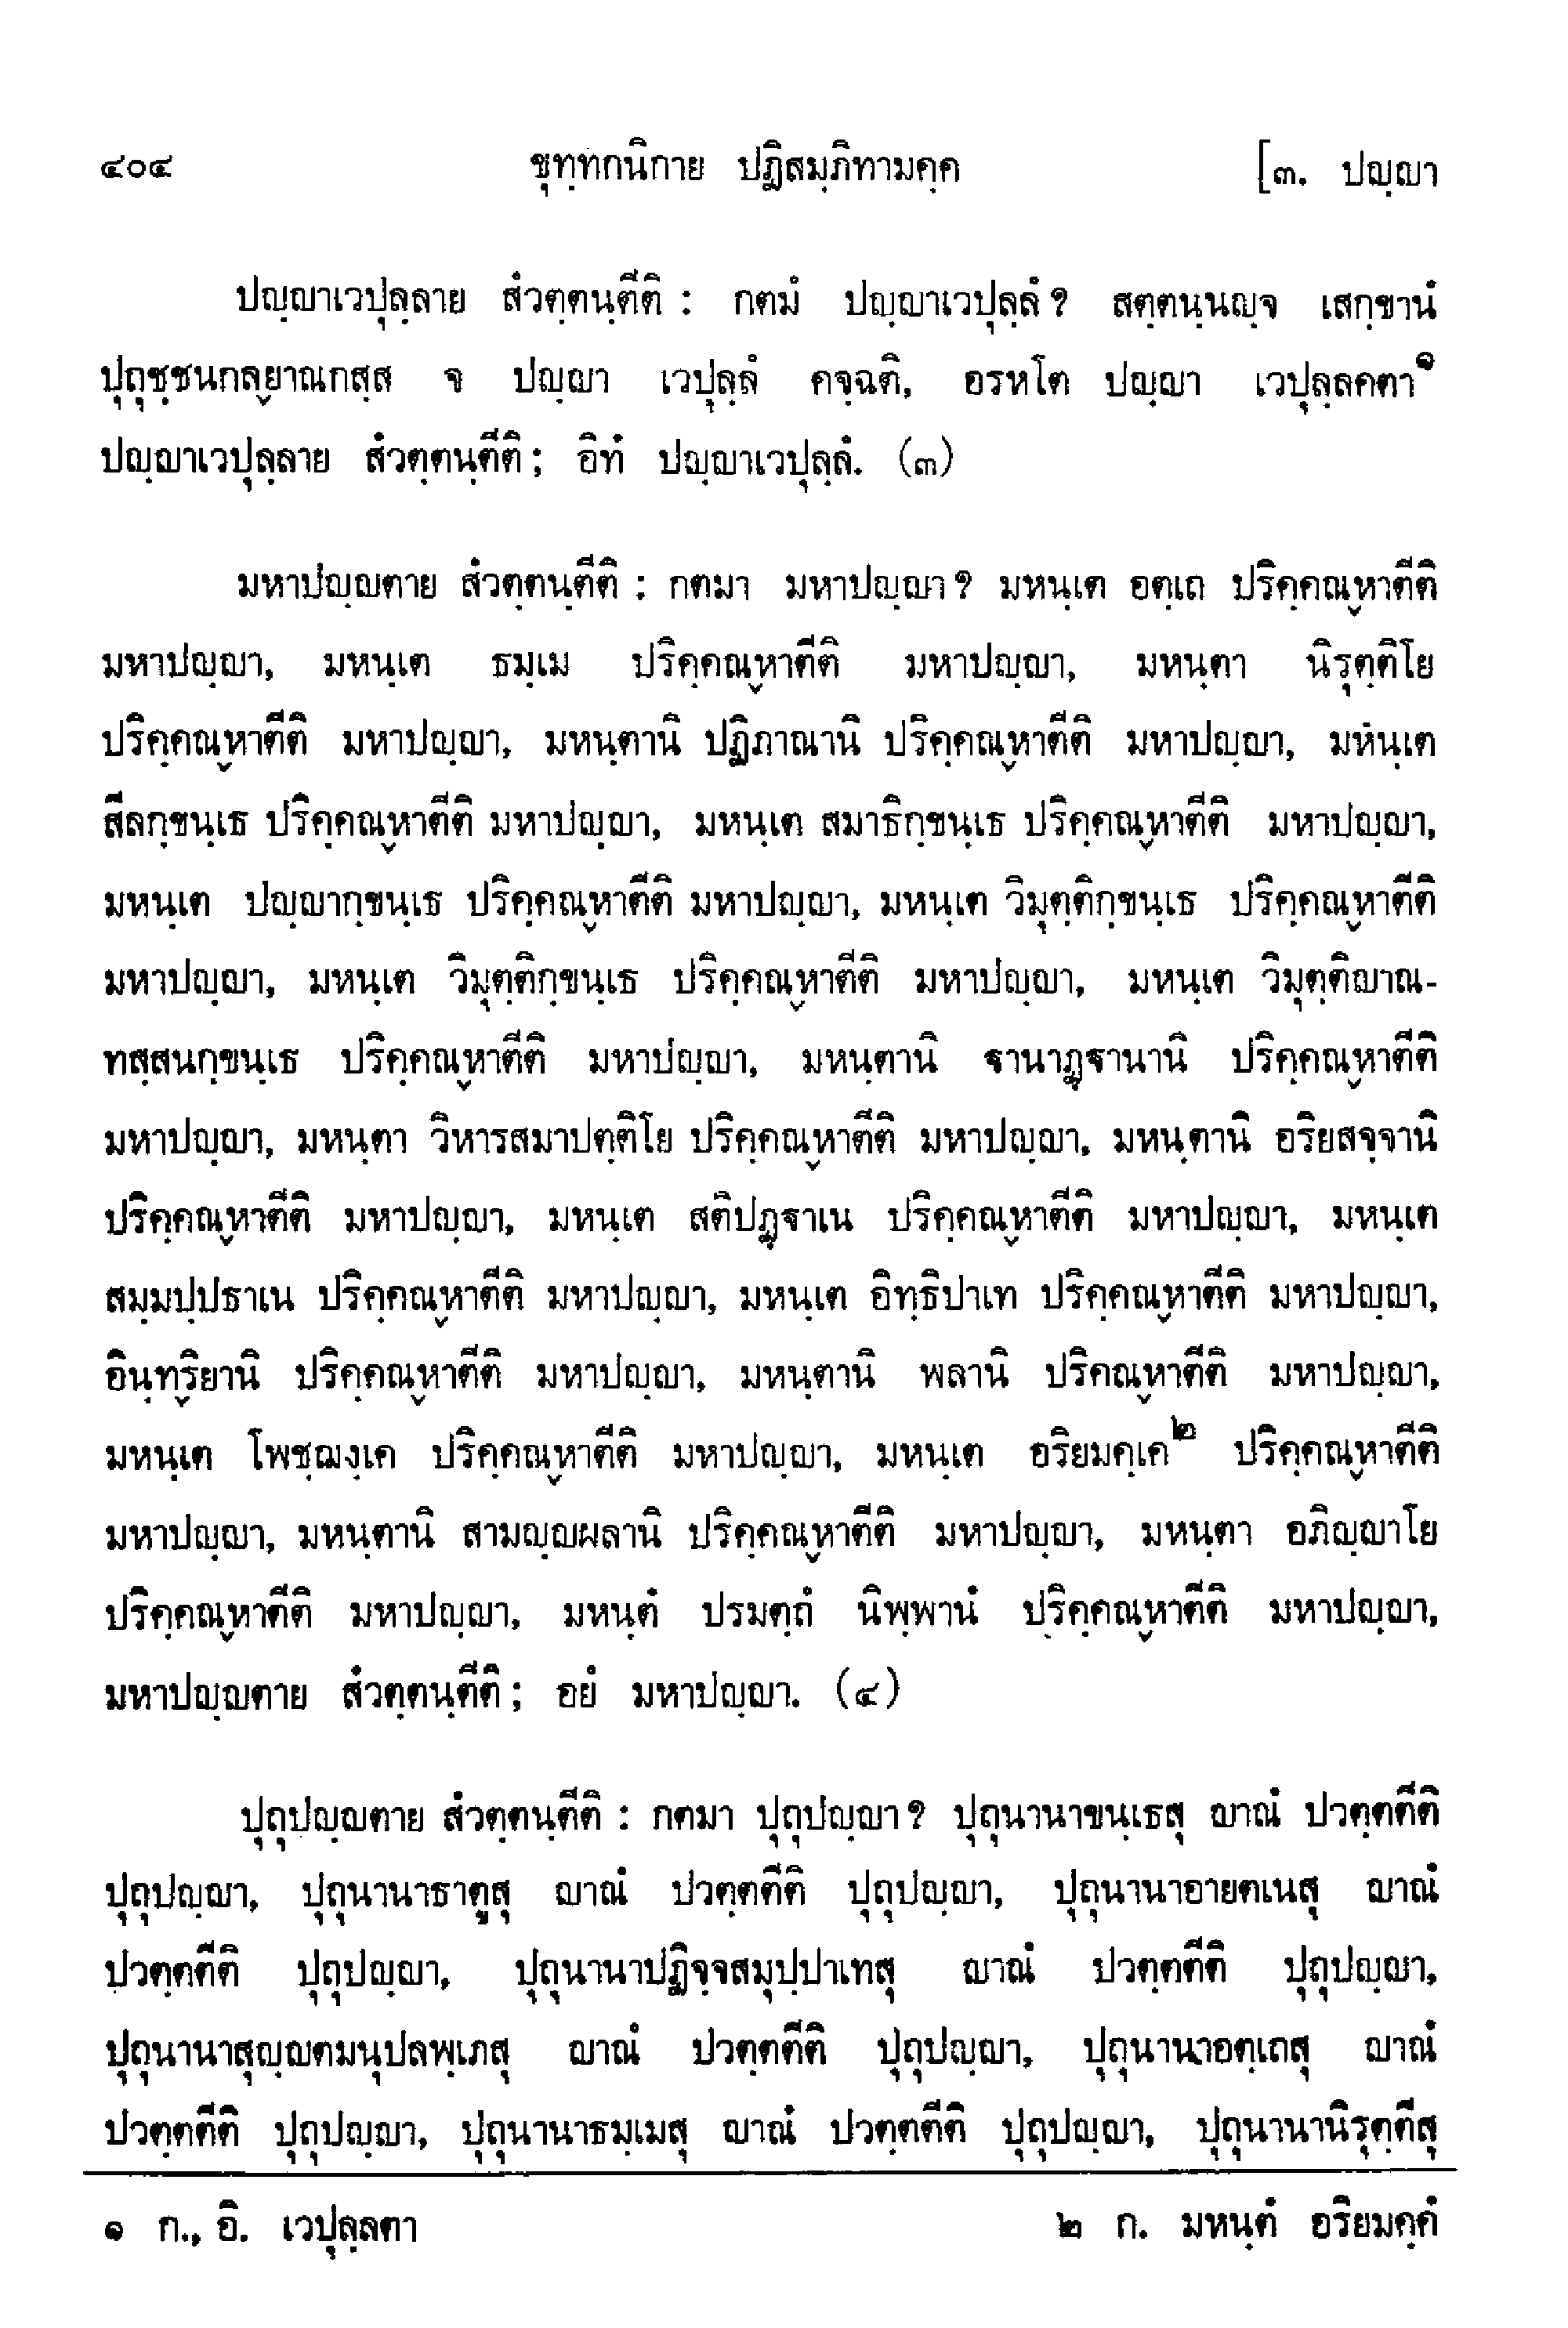 ๔๐๔ ขุทฺทกนิกาย ปฏิสมฺภิทามคฺค [๓. ปญฺญา
ปญฺญาเวปุลฺลาย สํวตฺตนฺตีติ : กตมํ ปญฺญาเวปุลฺลํ ? สตฺตนฺนญฺจ เสกฺขานํ
ปุถุชฺชนกลฺยาณกสฺส จ ปญฺญา เวปุลฺลํ คจฺฉติ, อรหโต ปญฺญา เวปุลฺลคตา๑
ปญฺญาเวปุลฺลาย สํวตฺตนฺตีติ ; อิทํ ปญฺญาเวปุลฺลํ. (๓)
มหาปญฺญตาย สํวตฺตนฺตีติ : กตมา มหาปญฺญา ? มหนฺเต อตฺเถ ปริคฺคณฺหาตีติ
มหาปญฺญา, มหนฺเต ธมฺเม ปริคฺคณฺหาตีติ มหาปญฺญา, มหนฺตา นิรุตฺติโย
ปริคฺคณฺหาตีติ มหาปญฺญา, มหนฺตานิ ปฏิภาณานิ ปริคฺคณฺหาตีติ มหาปญฺญา, มหนฺเต
สีลกฺขนฺเธ ปริคฺคณฺหาตีติ มหาปญฺญา, มหนฺเต สมาธิกฺขนฺเธ ปริคฺคณฺหาตีติ มหาปญฺญา,
มหนฺเต ปญฺญากฺขนฺเธ ปริคฺคณฺหาตีติ มหาปญฺญา, มหนฺเต วิมุตฺติกฺขนฺเธ ปริคฺคณฺหาตีติ
มหาปญฺญา, มหนฺเต วิมุตฺติกฺขนฺเธ ปริคฺคณฺหาตีติ มหาปญฺญา, มหนฺเต วิมุตฺติญาณ-
ทสฺสนกฺขนฺเธ ปริคฺคณฺหาตีติ มหาปญฺญา, มหนฺตานิ ฐานาฏฺฐานานิ ปริคฺคณฺหาตีติ
มหาปญฺญา, มหนฺตา วิหารสมาปตฺติโย ปริคฺคณฺหาตีติ มหาปญฺญา, มหนฺตานิ อริยสจฺจานิ
ปริคฺคณฺหาตีติ มหาปญฺญา, มหนฺเต สติปฏฺฐาเน ปริคฺคณฺหาตีติ มหาปญฺญา, มหนฺเต
สมฺมปฺปธาเน ปริคฺคณฺหาตีติ มหาปญฺญา, มหนฺเต อิทฺธิปาเท ปริคฺคณฺหาตีติ มหาปญฺญา,
อินฺทฺริยานิ ปริคฺคณฺหาตีติ มหาปญฺญา, มหนฺตานิ พลานิ ปริคณฺหาตีติ มหาปญฺญา,
มหนฺเต โพชฺฌงฺเค ปริคฺคณฺหาตีติ มหาปญฺญา, มหนฺเต อริยมคฺเค๒ ปริคฺคณฺหาตีติ
มหาปญฺญา, มหนฺตานิ สามญฺญผลานิ ปริคฺคณฺหาตีติ มหาปญฺญา, มหนฺตา อภิญฺญาโย
ปริคฺคณฺหาตีติ มหาปญฺญา, มหนฺตํ ปรมตฺถํ นิพฺพานํ ปริคฺคณฺหาตีติ มหาปญฺญา,
มหาปญฺญตาย สํวตฺตนฺตีติ ; อยํ มหาปญฺญา. (๔)
ปุถุปญฺญตาย สํวตฺตนฺตีติ : กตมา ปุถุปญฺญา ? ปุถุนานาขนฺเธสุ ญาณํ ปวตฺตตีติ
ปุถุปญฺญา, ปุถุนานาธาตูสุ ญาณํ ปวตฺตตีติ ปุถุปญฺญา, ปุถุนานาอายตเนสุ ญาณํ
ปวตฺตตีติ ปุถุปญฺญา, ปุถุนานาปฏิจฺจสมุปฺปาเทสุ ญาณํ ปวตฺตตีติ ปุถุปญฺญา,
ปุถุนานาสุญฺญตมนุปลพฺเภสุ ญาณํ ปวตฺตตีติ ปุถุปญฺญา, ปุถุนานาอตฺเถสุ ญาณํ
ปวตฺตตีติ ปุถุปญฺญา, ปุถุนานาธมฺเมสุ ญาณํ ปวตฺตตีติ ปุถุปญฺญา, ปุถุนานานิรุตฺตีสุ
๑ ก., อิ. เวปุลฺลตา ๒ ก. มหนฺตํ อริยมคฺคํ